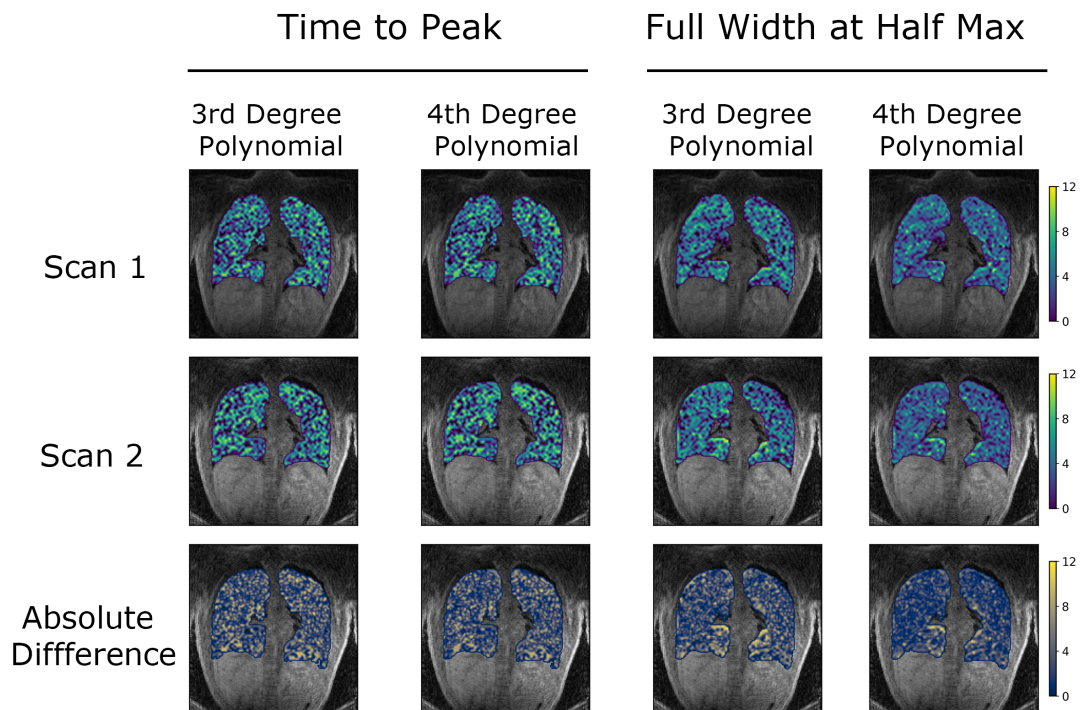 Time to Peak
Full Width at Half Max
3rd Degree Polynomial
4th Degree Polynomial
3rd Degree Polynomial
4th Degree Polynomial
Scan 1
12
8
4
0
Scan 2
12
8
4
0
Absolute
Diffference
12
8
4
0